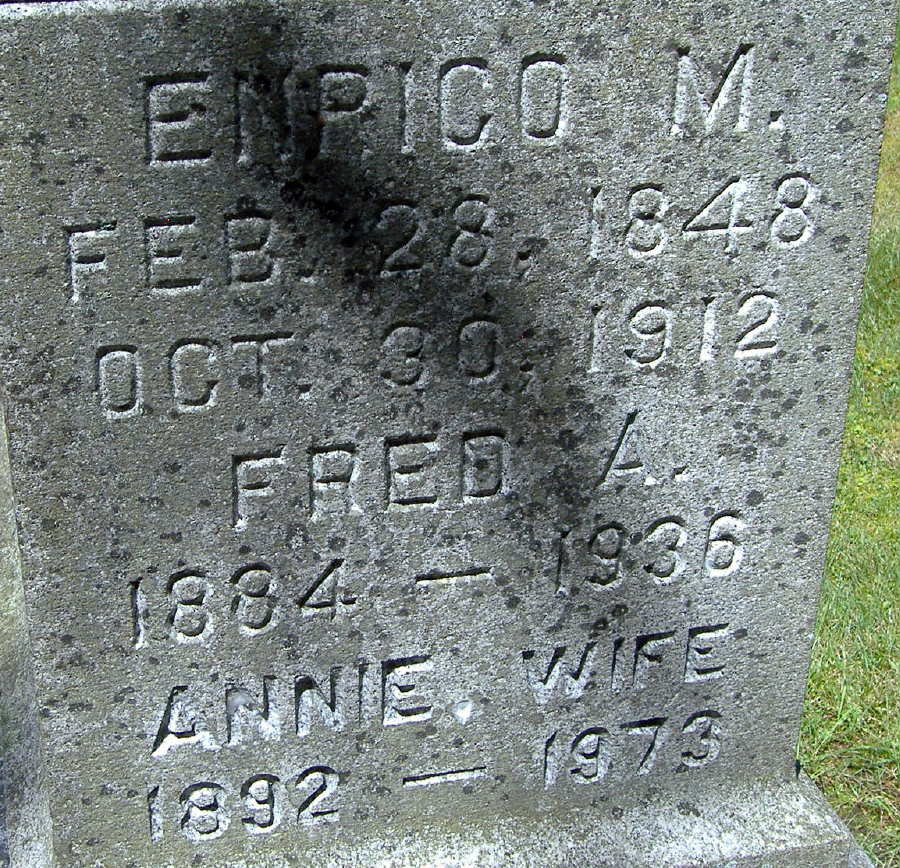 ENRICO M.
FEB. 28, 1848
OCT. 30, 1912
FRED A.
1884 — 1936
ANNIE. WIFE
1892 — 1973